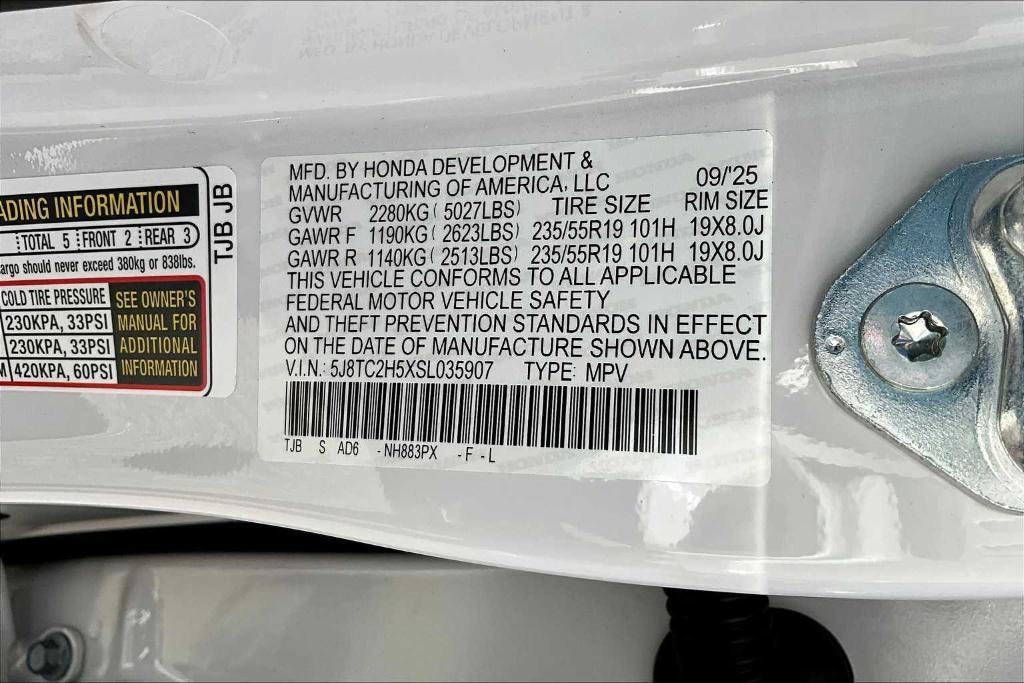 ADING INFORMATION
TOTAL 5 FRONT 2 REAR 3
argo should never exceed 380kg or 838lbs.
COLD TIRE PRESSURE
230KPA, 33PSI
230KPA, 33PSI
420KPA, 60PSI
SEE OWNER'S
MANUAL FOR
ADDITIONAL
INFORMATION
TJB JB
MFD. BY HONDA DEVELOPMENT &
MANUFACTURING OF AMERICA, LLC 09/'25
GVWR 2280KG ( 5027LBS) TIRE SIZE RIM SIZE
GAWR F 1190KG ( 2623LBS) 235/55R19 101H 19X8.0J
GAWR R 1140KG ( 2513LBS) 235/55R19 101H 19X8.0J
THIS VEHICLE CONFORMS TO ALL APPLICABLE
FEDERAL MOTOR VEHICLE SAFETY
AND THEFT PREVENTION STANDARDS IN EFFECT
ON THE DATE OF MANUFACTURE SHOWN ABOVE.
V.I.N.: 5J8TC2H5XSL035907 TYPE: MPV
TJB S AD6 - NH883PX - F - L